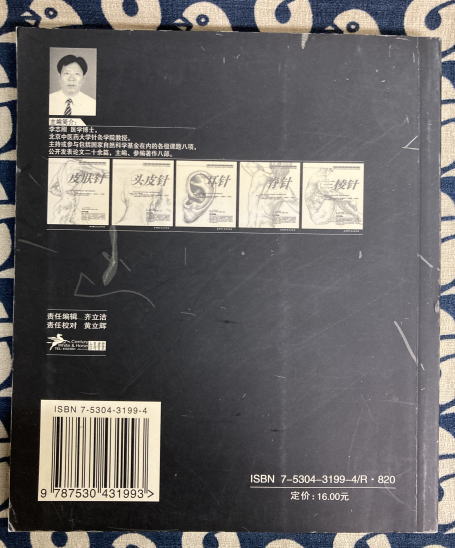 主编简介:
李志刚 医学博士。
北京中医药大学针灸学院教授。
主持或参与包括国家自然科学基金在内的各级课题八项。
公开发表论文二十余篇，主编、参编著作八部。
皮肤针
头皮针
耳针
三棱针
责任编辑 齐立洁
责任校对 黄立辉
ISBN 7-5304-3199-4
9 787530 431993
ISBN 7-5304-3199-4/R·820
定价:16.00元